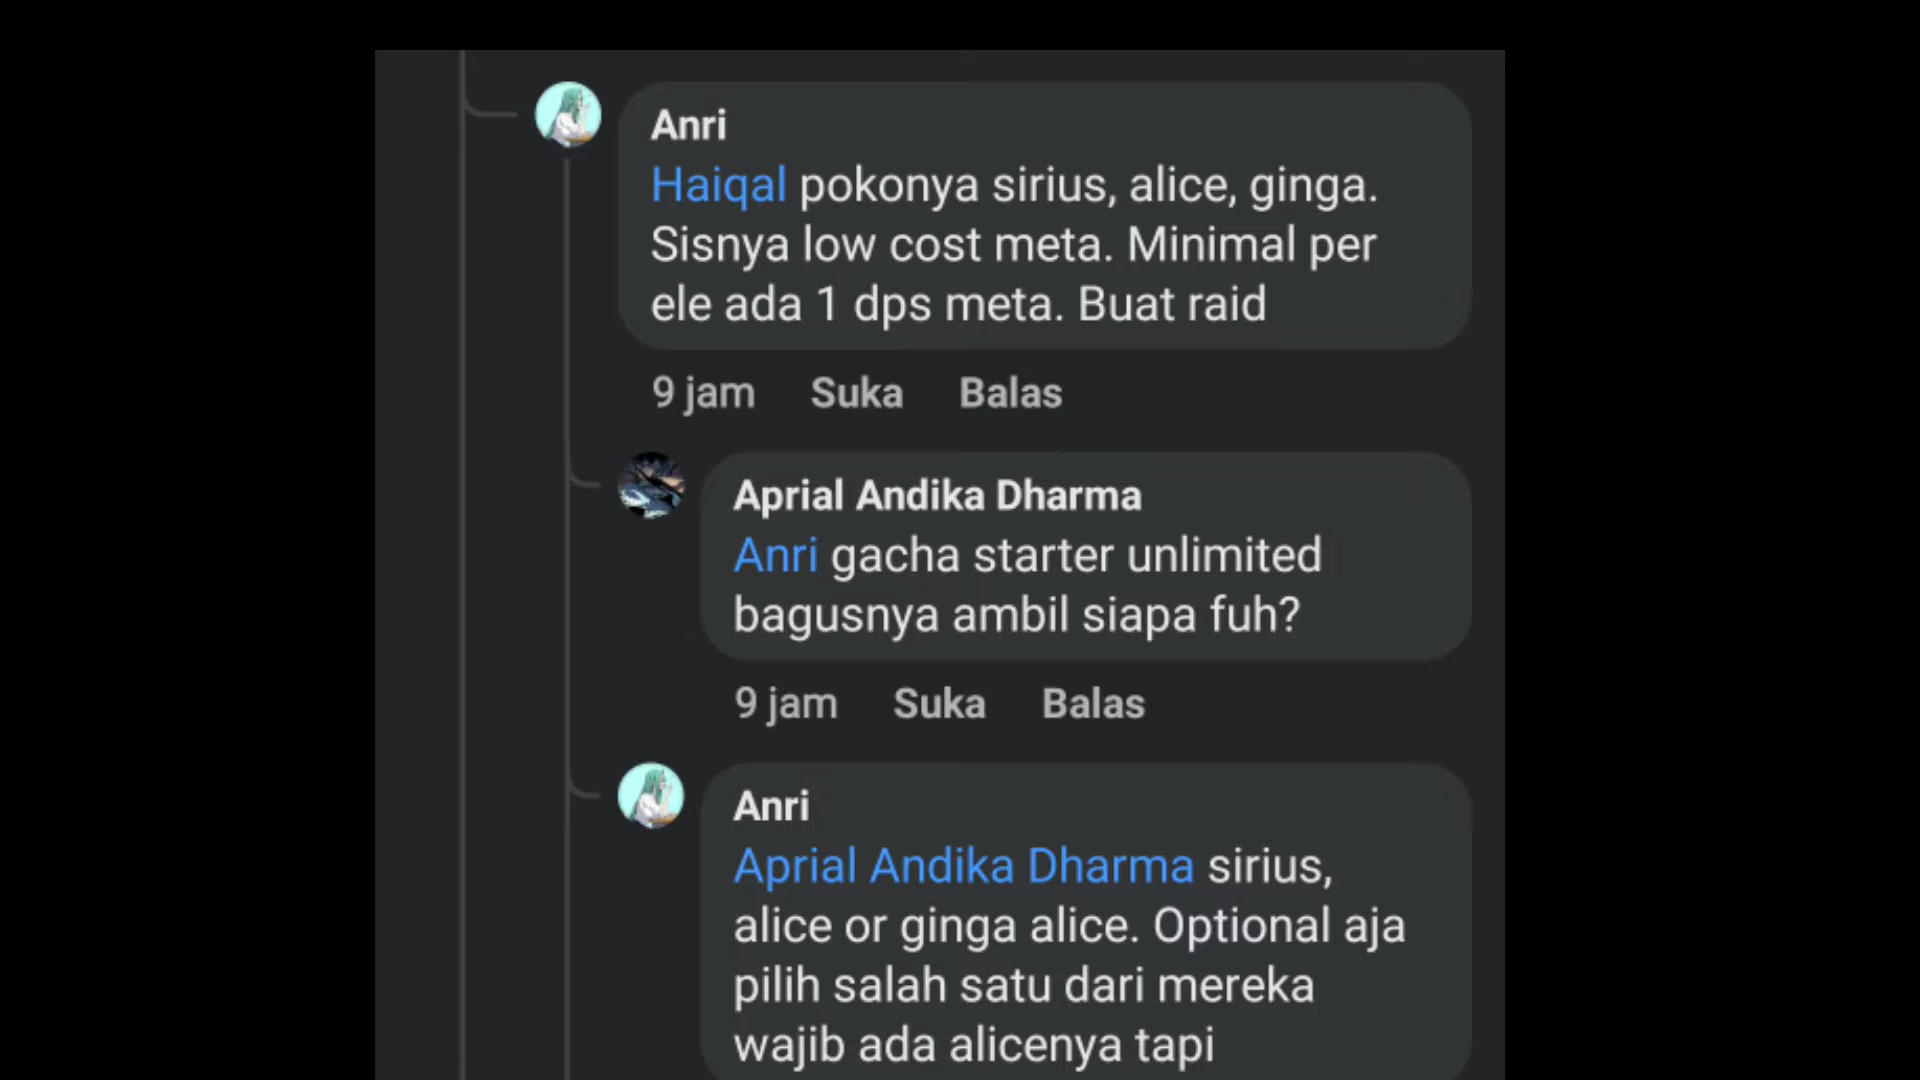 Anri
Haiqal pokonya sirius, alice, ginga.
Sisnya low cost meta. Minimal per
ele ada 1 dps meta. Buat raid
9 jam Suka Balas
Aprial Andika Dharma
Anri gacha starter unlimited
bagusnya ambil siapa fuh?
9 jam Suka Balas
Anri
Aprial Andika Dharma sirius,
alice or ginga alice. Optional aja
pilih salah satu dari mereka
wajib ada alicenya tapi